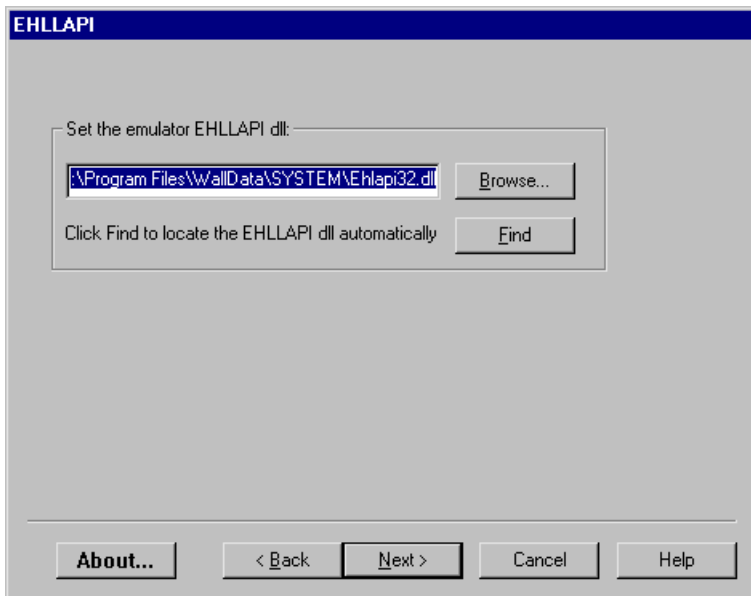 EHLLAPI
Set the emulator EHLLAPI dll:
:\Program Files\WallData\SYSTEM\Ehlapi32.dll
Browse...
Click Find to locate the EHLLAPI dll automatically
Find
About...
< Back
Next >
Cancel
Help